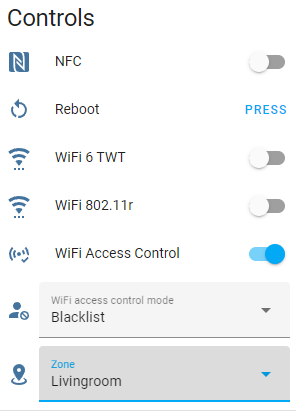 Controls
NFC
Reboot PRESS
WiFi 6 TWT
WiFi 802.11r
WiFi Access Control
WiFi access control mode
Blacklist
Zone
Livingroom